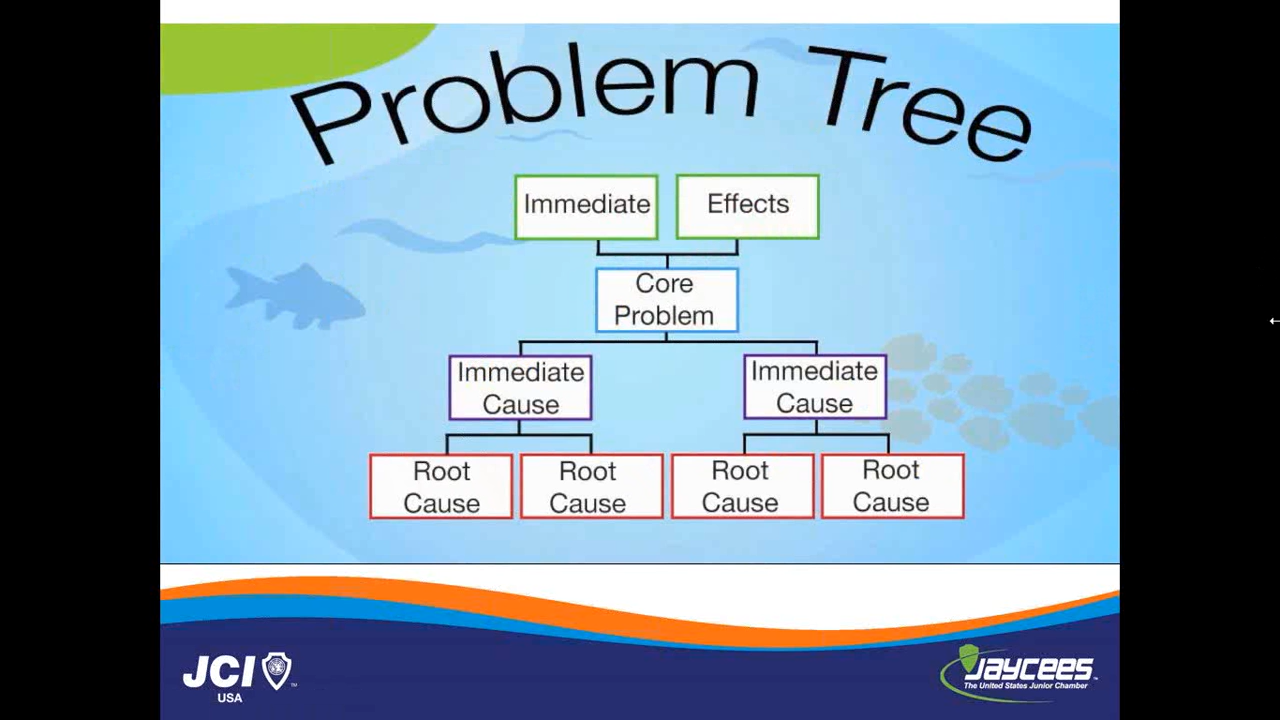 Problem Tree
Immediate
Effects
Core
Problem
Immediate
Cause
Immediate
Cause
Root
Cause
Root
Cause
Root
Cause
Root
Cause
JCI
USA
Jaycees
The United States Junior Chamber